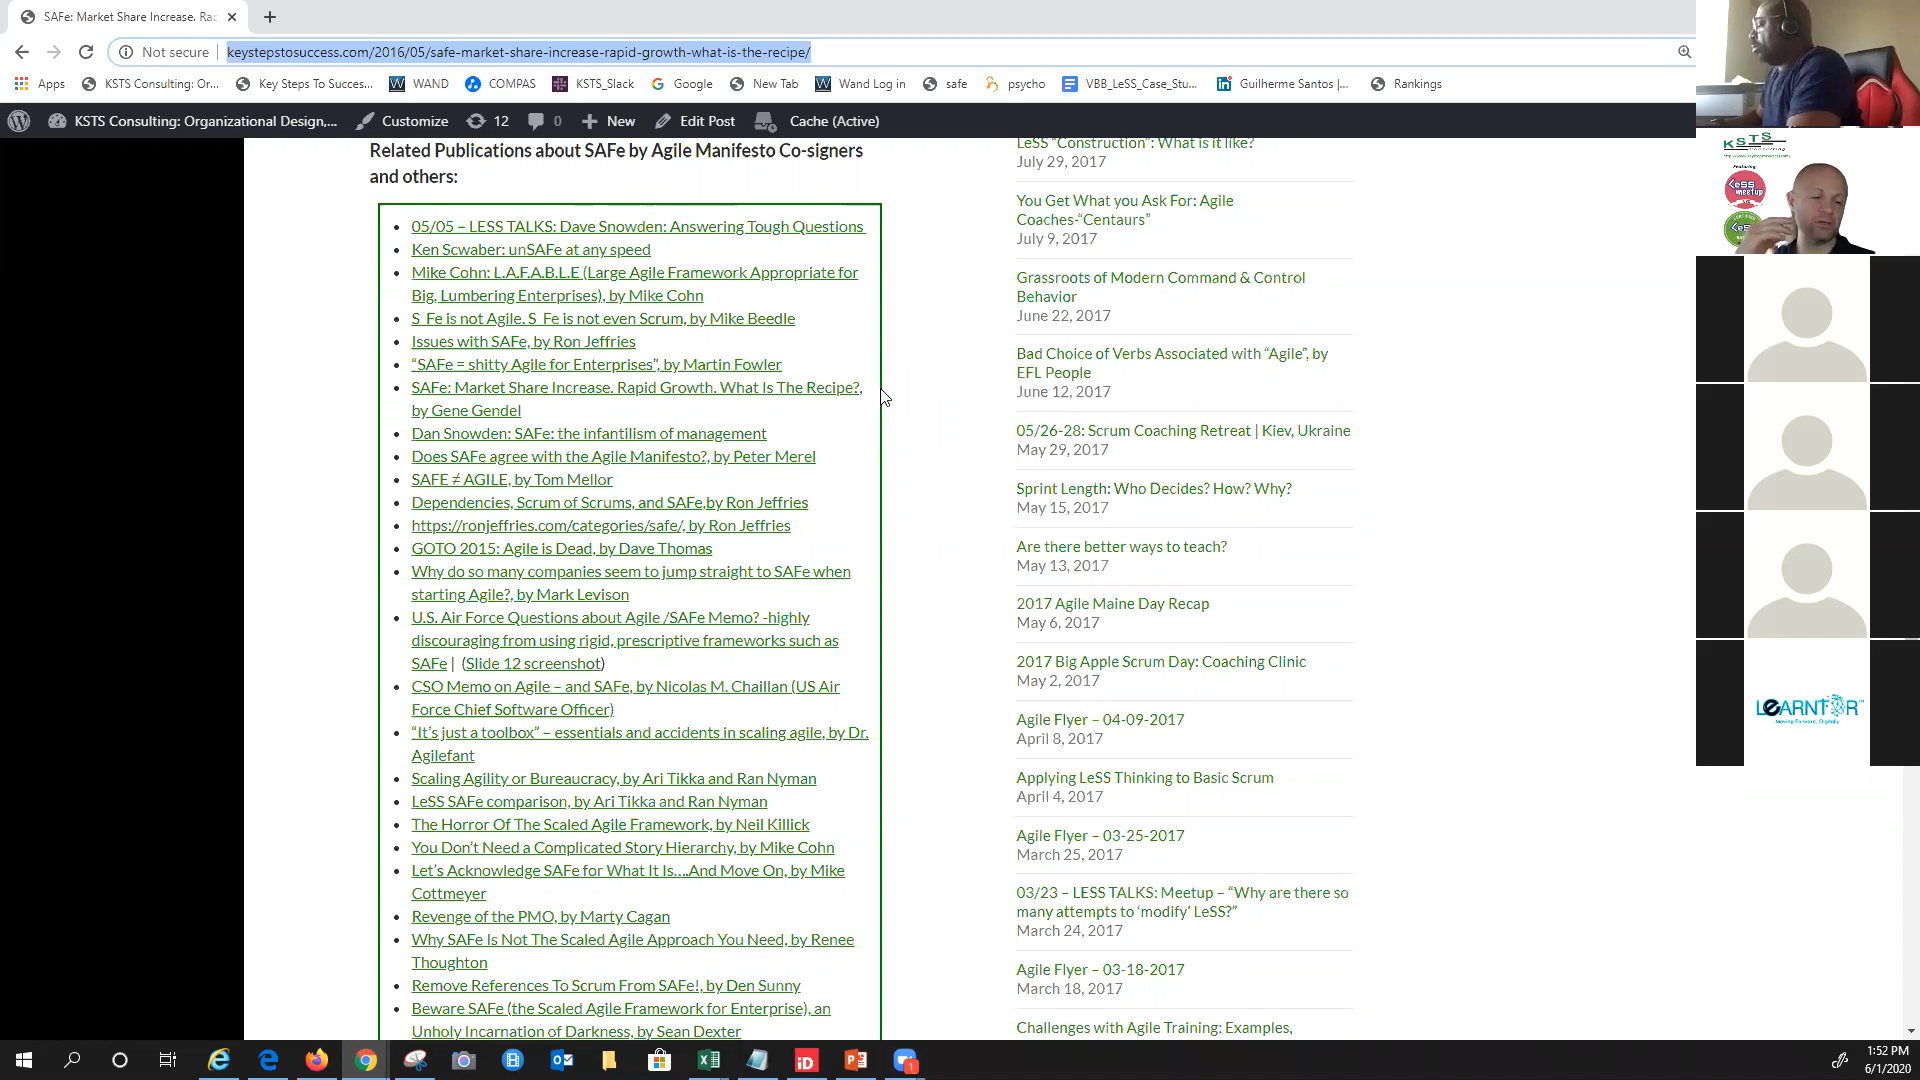 SAFe: Market Share Increase. Ra
Not secure
keystepstosuccess.com/2016/05/safe-market-share-increase-rapid-growth-what-is-the-recipe/
Apps
KSTS Consulting: Or...
Key Steps To Succes...
WAND
COMPAS
KSTS_Slack
Google
New Tab
Wand Log in
safe
psycho
VBB_LeSS_Case_Stu...
Guilherme Santos |...
Rankings
KSTS Consulting: Organizational Design,...
Customize
12
0
New
Edit Post
Cache (Active)
Related Publications about SAFe by Agile Manifesto Co-signers
and others:
05/05 – LESS TALKS: Dave Snowden: Answering Tough Questions
Ken Scwaber: unSAFe at any speed
Mike Cohn: L.A.F.A.B.L.E (Large Agile Framework Appropriate for
Big, Lumbering Enterprises), by Mike Cohn
S_Fe is not Agile. S_Fe is not even Scrum, by Mike Beedle
Issues with SAFe, by Ron Jeffries
“SAFe = shitty Agile for Enterprises”, by Martin Fowler
SAFe: Market Share Increase. Rapid Growth. What Is The Recipe?,
by Gene Gendel
Dan Snowden: SAFe: the infantilism of management
Does SAFe agree with the Agile Manifesto?, by Peter Merel
SAFE ≠ AGILE, by Tom Mellor
Dependencies, Scrum of Scrums, and SAFe,by Ron Jeffries
https://ronjeffries.com/categories/safe/, by Ron Jeffries
GOTO 2015: Agile is Dead, by Dave Thomas
Why do so many companies seem to jump straight to SAFe when
starting Agile?, by Mark Levison
U.S. Air Force Questions about Agile /SAFe Memo? -highly
discouraging from using rigid, prescriptive frameworks such as
SAFe | (Slide 12 screenshot)
CSO Memo on Agile – and SAFe, by Nicolas M. Chaillan (US Air
Force Chief Software Officer)
“It’s just a toolbox” – essentials and accidents in scaling agile, by Dr.
Agilefant
Scaling Agility or Bureaucracy, by Ari Tikka and Ran Nyman
LeSS SAFe comparison, by Ari Tikka and Ran Nyman
The Horror Of The Scaled Agile Framework, by Neil Killick
You Don’t Need a Complicated Story Hierarchy, by Mike Cohn
Let’s Acknowledge SAFe for What It Is….And Move On, by Mike
Cottmeyer
Revenge of the PMO, by Marty Cagan
Why SAFe Is Not The Scaled Agile Approach You Need, by Renee
Thoughton
Remove References To Scrum From SAFe!, by Den Sunny
Beware SAFe (the Scaled Agile Framework for Enterprise), an
Unholy Incarnation of Darkness, by Sean Dexter
LeSS “Construction”: What is it like?
July 29, 2017
You Get What you Ask For: Agile
Coaches-“Centaurs”
July 9, 2017
Grassroots of Modern Command & Control
Behavior
June 22, 2017
Bad Choice of Verbs Associated with “Agile”, by
EFL People
June 12, 2017
05/26-28: Scrum Coaching Retreat | Kiev, Ukraine
May 29, 2017
Sprint Length: Who Decides? How? Why?
May 15, 2017
Are there better ways to teach?
May 13, 2017
2017 Agile Maine Day Recap
May 6, 2017
2017 Big Apple Scrum Day: Coaching Clinic
May 2, 2017
Agile Flyer – 04-09-2017
April 8, 2017
Applying LeSS Thinking to Basic Scrum
April 4, 2017
Agile Flyer – 03-25-2017
March 25, 2017
03/23 – LESS TALKS: Meetup – “Why are there so
many attempts to ‘modify’ LeSS?”
March 24, 2017
Agile Flyer – 03-18-2017
March 18, 2017
Challenges with Agile Training: Examples,
KSTS
Featuring:
LeSS
meetup
LEARNTOR
Moving Forward. Digitally
1:52 PM
6/1/2020